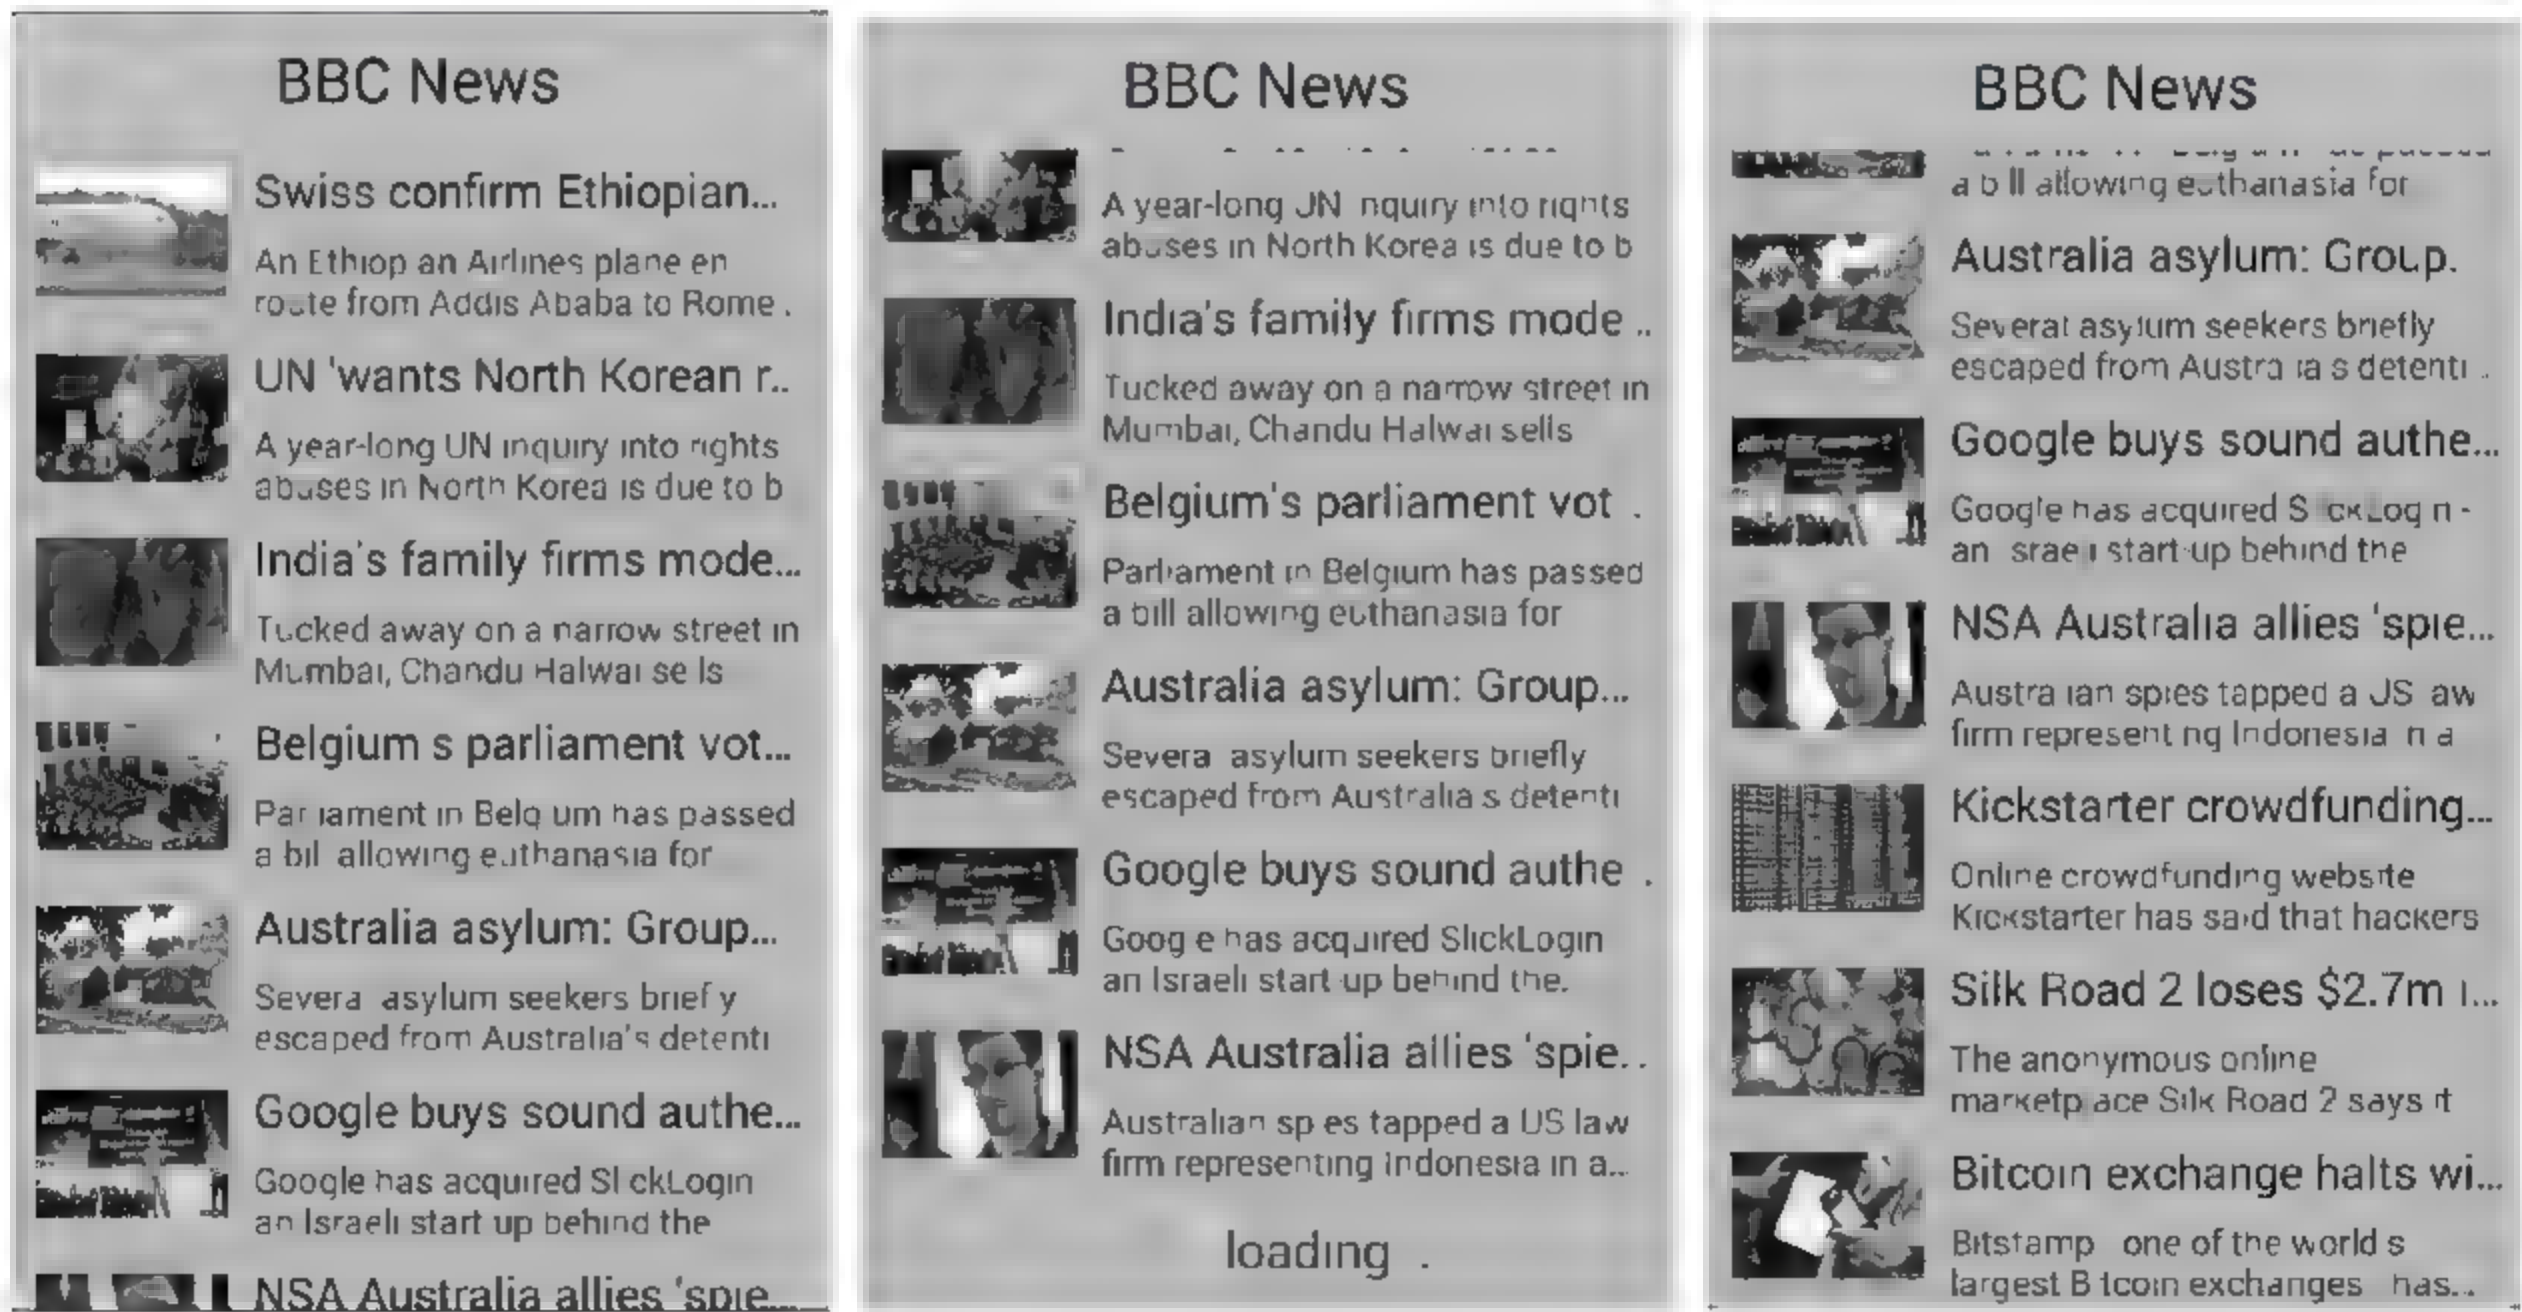 BBC News
Swiss confirm Ethiopian...
An Ethiopian Airlines plane en
route from Addis Ababa to Rome .
UN 'wants North Korean r..
A year-long UN inquiry into rights
abuses in North Korea is due to b
India's family firms mode...
Tucked away on a narrow street in
Mumbai, Chandu Halwai sells
Belgium s parliament vot...
Parliament in Belgium has passed
a bill allowing euthanasia for
Australia asylum: Group...
Several asylum seekers briefly
escaped from Australia's detenti
Google buys sound authe...
Google has acquired SlickLogin
an Israeli start up behind the
NSA Australia allies 'spie...
BBC News
A year-long UN inquiry into rights
abuses in North Korea is due to b
India's family firms mode ..
Tucked away on a narrow street in
Mumbai, Chandu Halwai sells
Belgium's parliament vot .
Parliament in Belgium has passed
a bill allowing euthanasia for
Australia asylum: Group...
Several asylum seekers briefly
escaped from Australia s detenti
Google buys sound authe .
Google has acquired SlickLogin
an Israeli start-up behind the.
NSA Australia allies 'spie. .
Australian spies tapped a US law
firm representing Indonesia in a...
loading .
BBC News
a bill allowing euthanasia for
Australia asylum: Group.
Several asylum seekers briefly
escaped from Australia s detenti .
Google buys sound authe...
Google has acquired SlickLogin -
an Israeli start-up behind the
NSA Australia allies 'spie...
Australian spies tapped a US law
firm representing Indonesia in a
Kickstarter crowdfunding...
Online crowdfunding website
Kickstarter has said that hackers
Silk Road 2 loses $2.7m i...
The anonymous online
marketplace Silk Road 2 says it
Bitcoin exchange halts wi...
Bitstamp one of the world s
largest Bitcoin exchanges has...